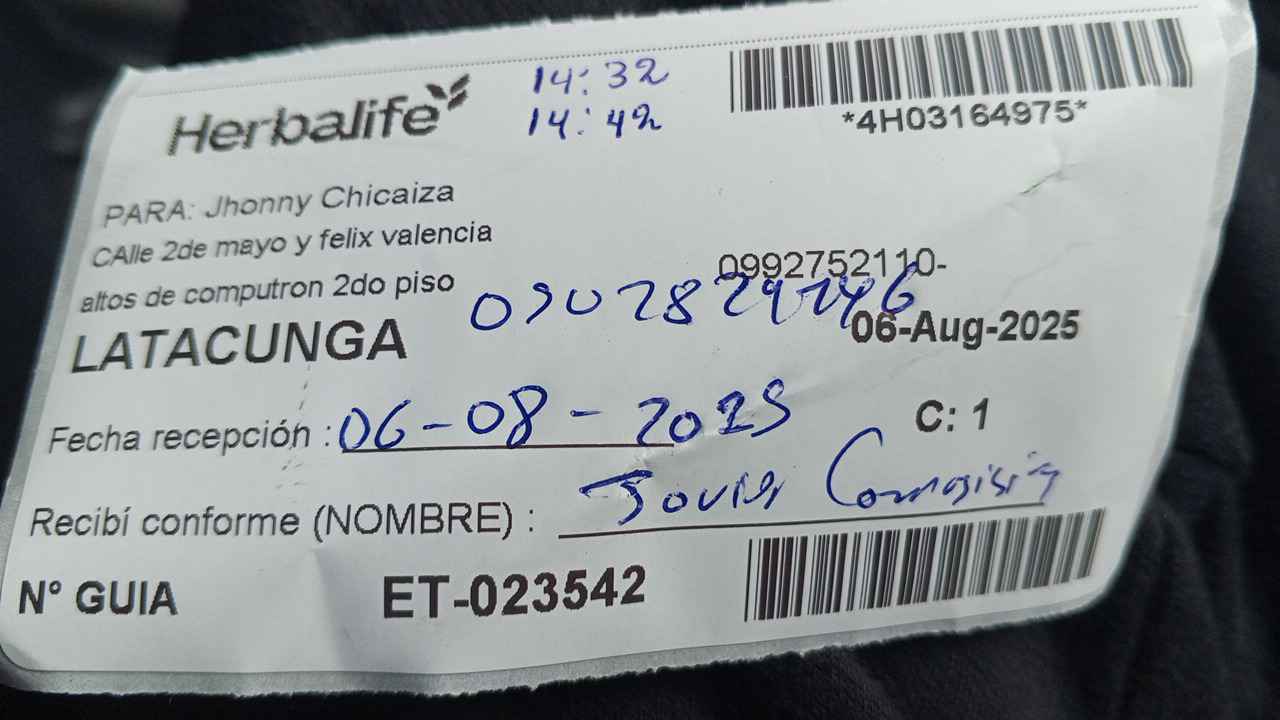 Herbalife
14:32
14:42
*4H03164975*
PARA: Jhonny Chicaiza
CAlle 2de mayo y felix valencia
altos de computron 2do piso
0992752110-
LATACUNGA
06-Aug-2025
Fecha recepción : 06-08-2025
C: 1
Recibí conforme (NOMBRE) :
N° GUIA ET-023542